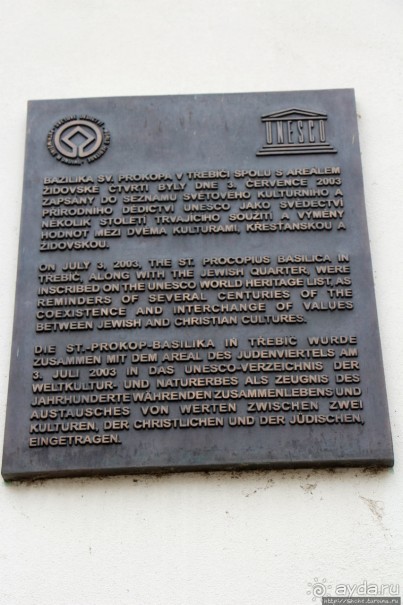 UNESCO
BAZILIKA SV. PROKOPA V TŘEBÍČI SPOLU S AREÁLEM
ŽIDOVSKÉ ČTVRTI BYLY DNE 3. ČERVENCE 2003
ZAPSÁNY DO SEZNAMU SVĚTOVÉHO KULTURNÍHO A
PŘÍRODNÍHO DĚDICTVÍ UNESCO JAKO SVĚDECTVÍ
NĚKOLIK STOLETÍ TRVAJÍCÍHO SOUŽITÍ A VÝMĚNY
HODNOT MEZI DVĚMA KULTURAMI, KŘESŤANSKOU A
ŽIDOVSKOU.
ON JULY 3, 2003, THE ST. PROCOPIUS BASILICA IN
TŘEBÍČ, ALONG WITH THE JEWISH QUARTER, WERE
INSCRIBED ON THE UNESCO WORLD HERITAGE LIST, AS
REMINDERS OF SEVERAL CENTURIES OF THE
COEXISTENCE AND INTERCHANGE OF VALUES
BETWEEN JEWISH AND CHRISTIAN CULTURES.
DIE ST.-PROKOP-BASILIKA IN TŘEBÍČ WURDE
ZUSAMMEN MIT DEM AREAL DES JUDENVIERTELS AM
3. JULI 2003 IN DAS UNESCO-VERZEICHNIS DER
WELTKULTUR- UND NATURERBES ALS ZEUGNIS DES
JAHRHUNDERTE WÄHRENDEN ZUSAMMENLEBENS UND
AUSTAUSCHES VON WERTEN ZWISCHEN ZWEI
KULTUREN, DER CHRISTLICHEN UND DER JÜDISCHEN,
EINGETRAGEN.
ayda.ru